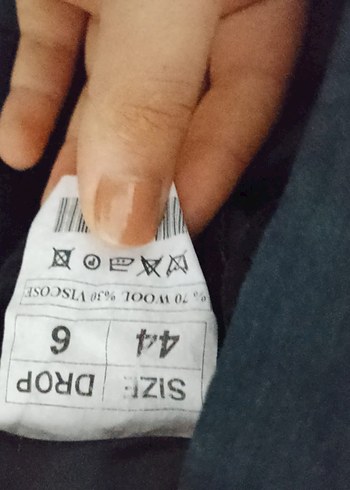 SIZE DROP
44 6
% 70 WOOL %30 VISCOSE